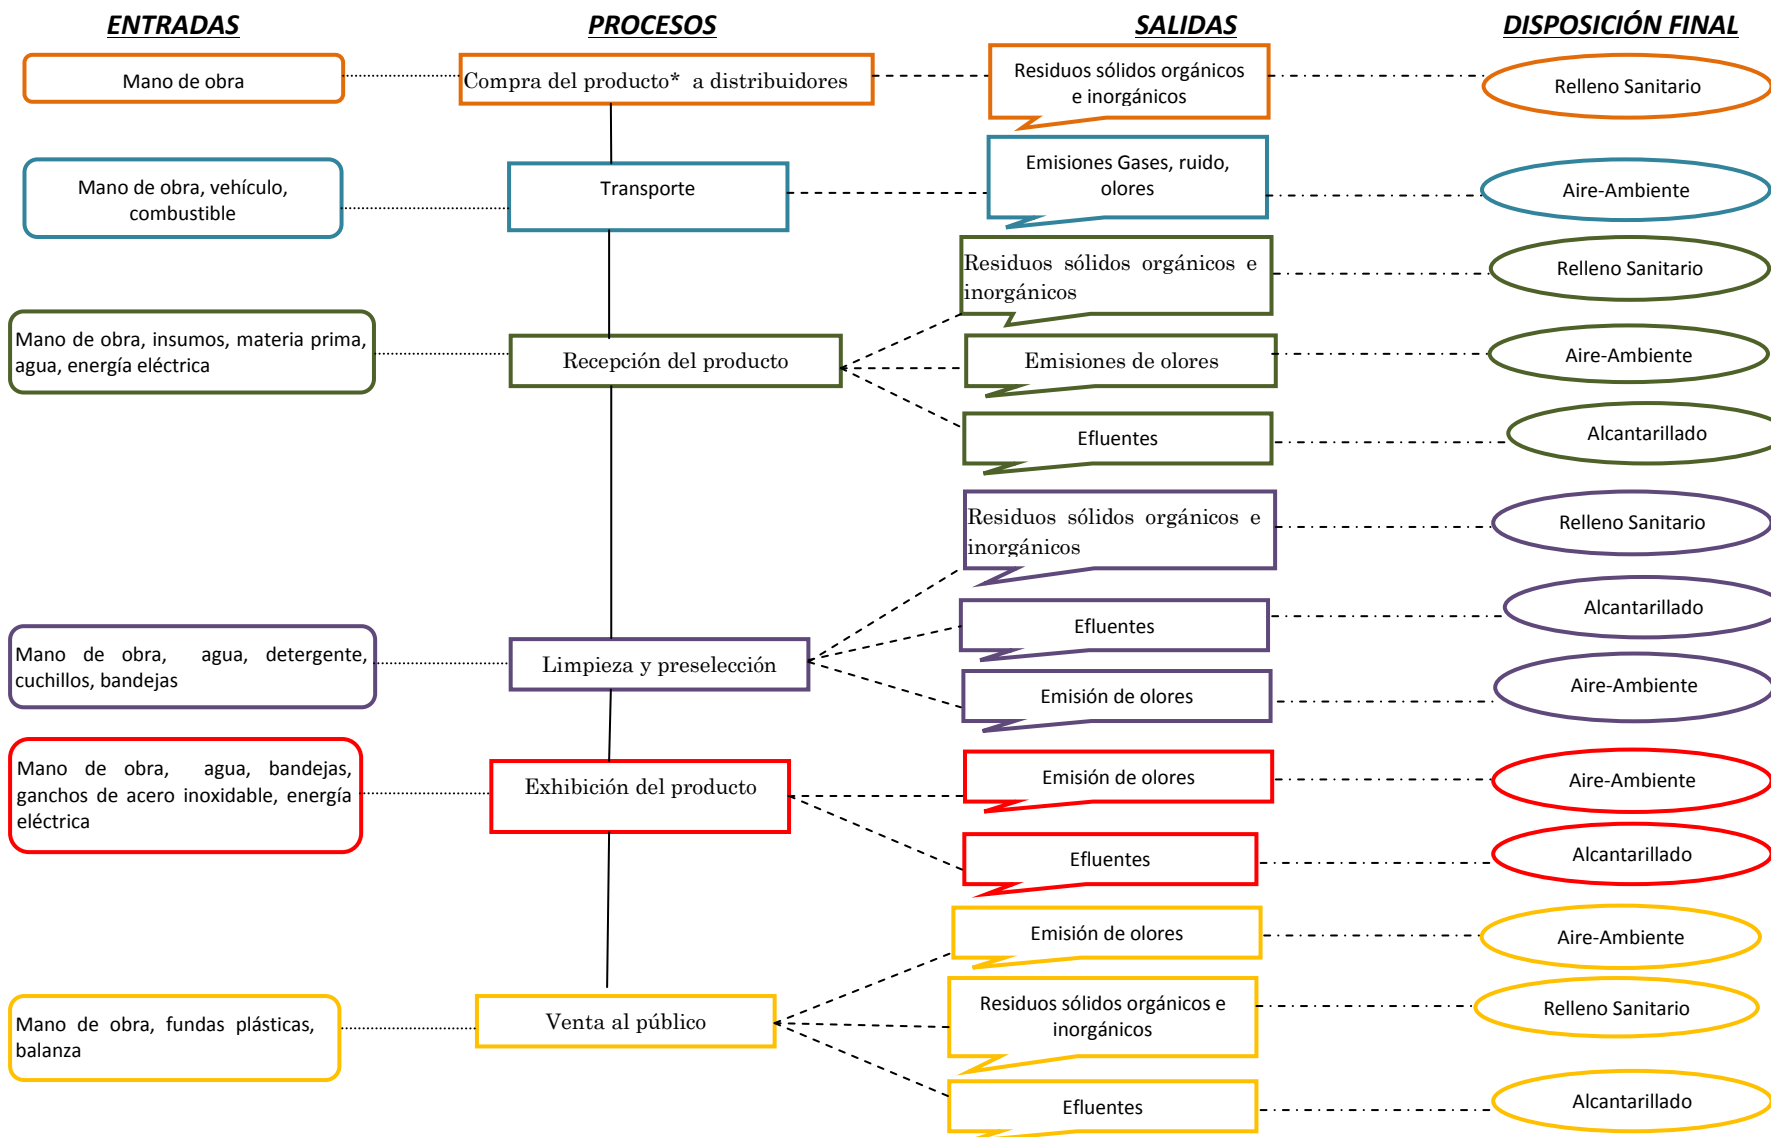 ENTRADAS PROCESOS SALIDAS DISPOSICIÓN FINAL
Mano de obra
Compra del producto* a distribuidores
Residuos sólidos orgánicos
e inorgánicos
Relleno Sanitario
Mano de obra, vehículo,
combustible
Transporte
Emisiones Gases, ruido,
olores
Aire-Ambiente
Mano de obra, insumos, materia prima,
agua, energía eléctrica
Recepción del producto
Residuos sólidos orgánicos e
inorgánicos
Relleno Sanitario
Emisiones de olores
Aire-Ambiente
Efluentes
Alcantarillado
Mano de obra, agua, detergente,
cuchillos, bandejas
Limpieza y preselección
Residuos sólidos orgánicos e
inorgánicos
Relleno Sanitario
Efluentes
Alcantarillado
Emisión de olores
Aire-Ambiente
Mano de obra, agua, bandejas,
ganchos de acero inoxidable, energía
eléctrica
Exhibición del producto
Emisión de olores
Aire-Ambiente
Efluentes
Alcantarillado
Mano de obra, fundas plásticas,
balanza
Venta al público
Emisión de olores
Aire-Ambiente
Residuos sólidos orgánicos e
inorgánicos
Relleno Sanitario
Efluentes
Alcantarillado